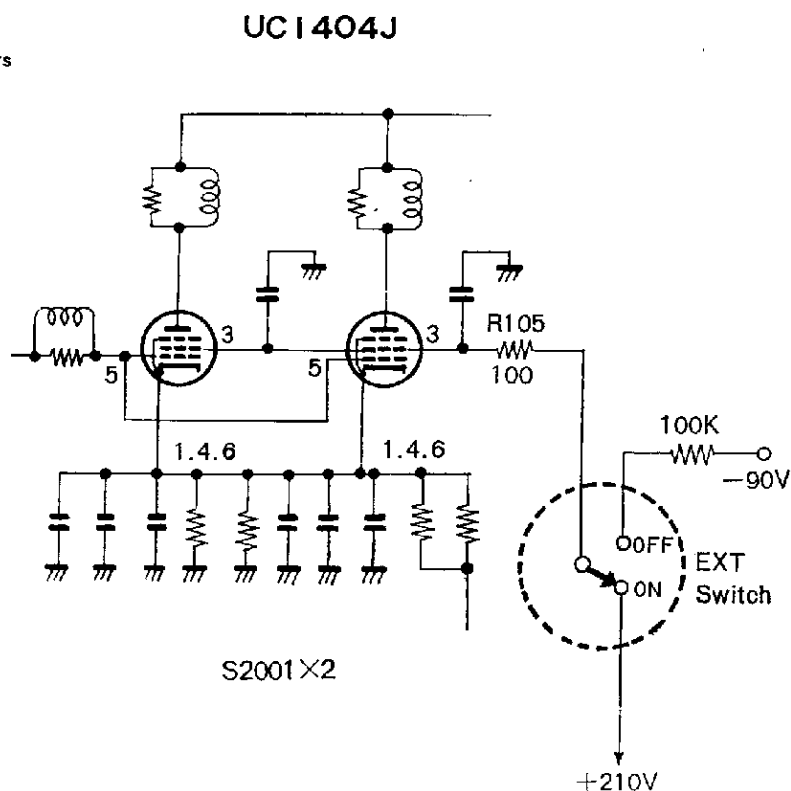 UC1404J
rs
3
3
R105
100
5
5
1.4.6
1.4.6
100K
−90V
OFF
EXT
Switch
ON
S2001×2
+210V